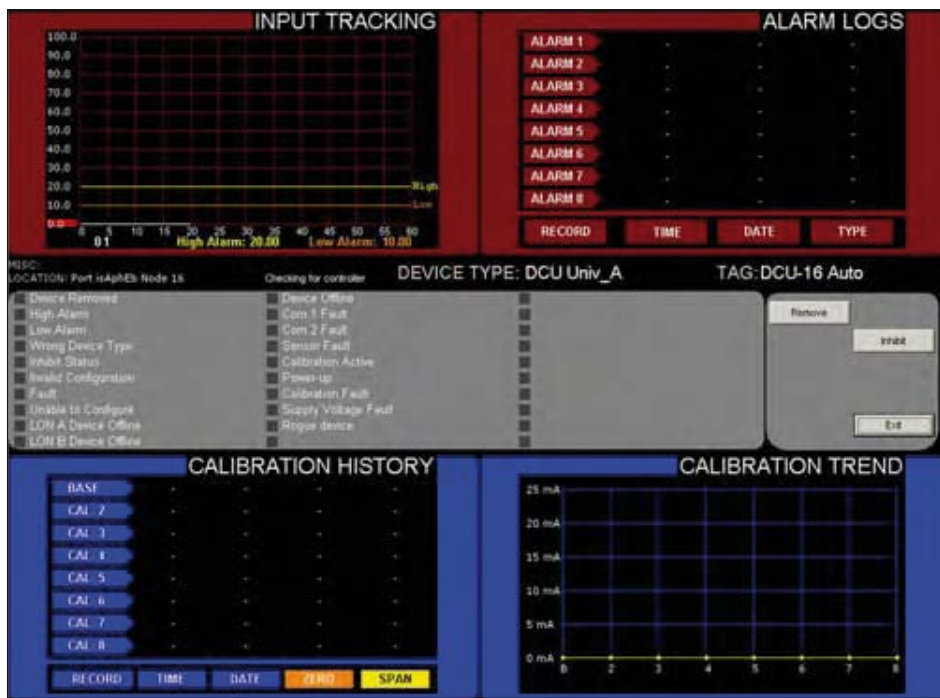 INPUT TRACKING
100.0
90.0
80.0
70.0
60.0
50.0
40.0
30.0
20.0
10.0
0.0
High
Low
0 5 10 15 20 25 30 35 40 45 50 55 60
01 High Alarm: 20.00 Low Alarm: 10.00
ALARM LOGS
ALARM 1 - - - -
ALARM 2 - - - -
ALARM 3 - - - -
ALARM 4 - - - -
ALARM 5 - - - -
ALARM 6 - - - -
ALARM 7 - - - -
ALARM 8 - - - -
RECORD TIME DATE TYPE
MISC:
LOCATION: Port isAphEb Node 16 Checking for controller DEVICE TYPE: DCU Univ_A TAG: DCU-16 Auto
Device Removed
High Alarm
Low Alarm
Wrong Device Type
Inhibit Status
Invalid Configuration
Fault
Unable to Configure
LON A Device Offline
LON B Device Offline
Device Offline
Com 1 Fault
Com 2 Fault
Sensor Fault
Calibration Active
Power-up
Calibration Fault
Supply Voltage Fault
Rogue device
Remove
Inhibit
Exit
CALIBRATION HISTORY
BASE - - - -
CAL 2 - - - -
CAL 3 - - - -
CAL 4 - - - -
CAL 5 - - - -
CAL 6 - - - -
CAL 7 - - - -
CAL 8 - - - -
RECORD TIME DATE ZERO SPAN
CALIBRATION TREND
25 mA
20 mA
15 mA
10 mA
5 mA
0 mA
B 2 3 4 5 6 7 8